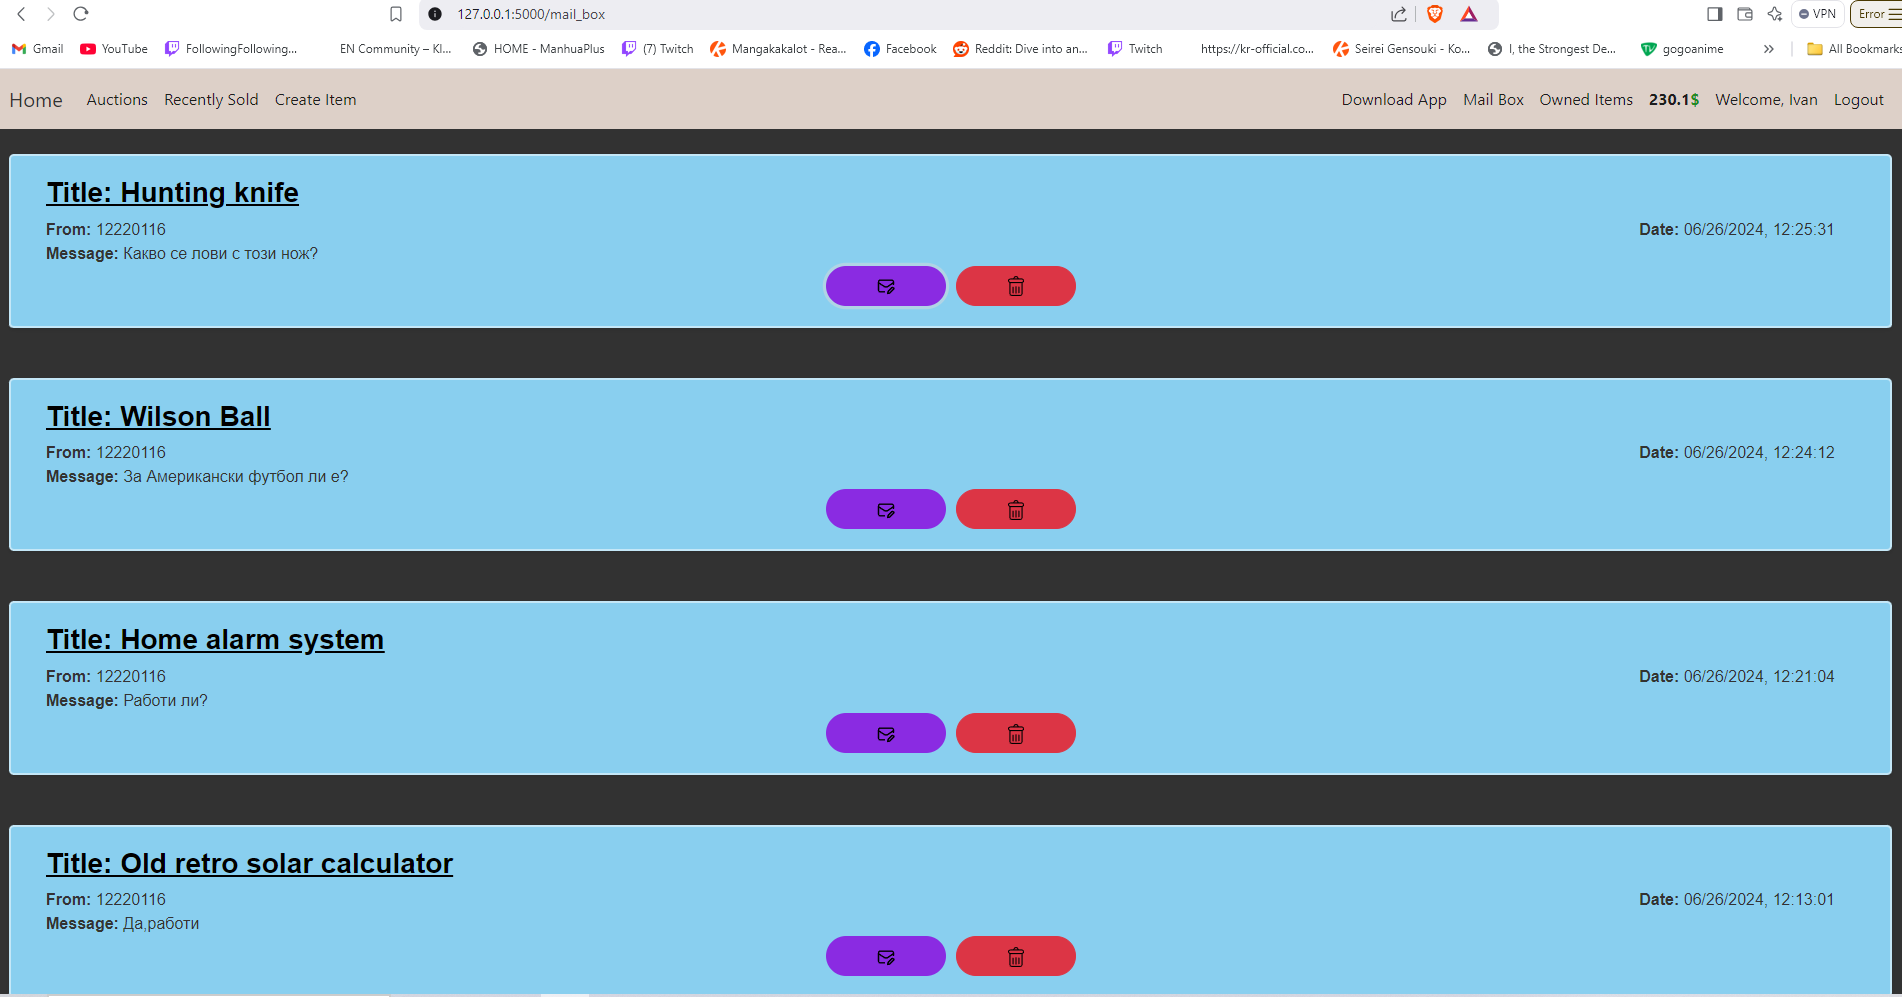 127.0.0.1:5000/mail_box VPN Error
Gmail YouTube FollowingFollowing... EN Community – Kl... HOME - ManhuaPlus (7) Twitch Mangakakalot - Rea... Facebook Reddit: Dive into an... Twitch https://kr-official.co... Seirei Gensouki - Ko... I, the Strongest De... gogoanime » All Bookmarks
Home Auctions Recently Sold Create Item Download App Mail Box Owned Items 230.1$ Welcome, Ivan Logout
Title: Hunting knife
From: 12220116 Date: 06/26/2024, 12:25:31
Message: Какво се лови с този нож?
Title: Wilson Ball
From: 12220116 Date: 06/26/2024, 12:24:12
Message: За Американски футбол ли е?
Title: Home alarm system
From: 12220116 Date: 06/26/2024, 12:21:04
Message: Работи ли?
Title: Old retro solar calculator
From: 12220116 Date: 06/26/2024, 12:13:01
Message: Да,работи